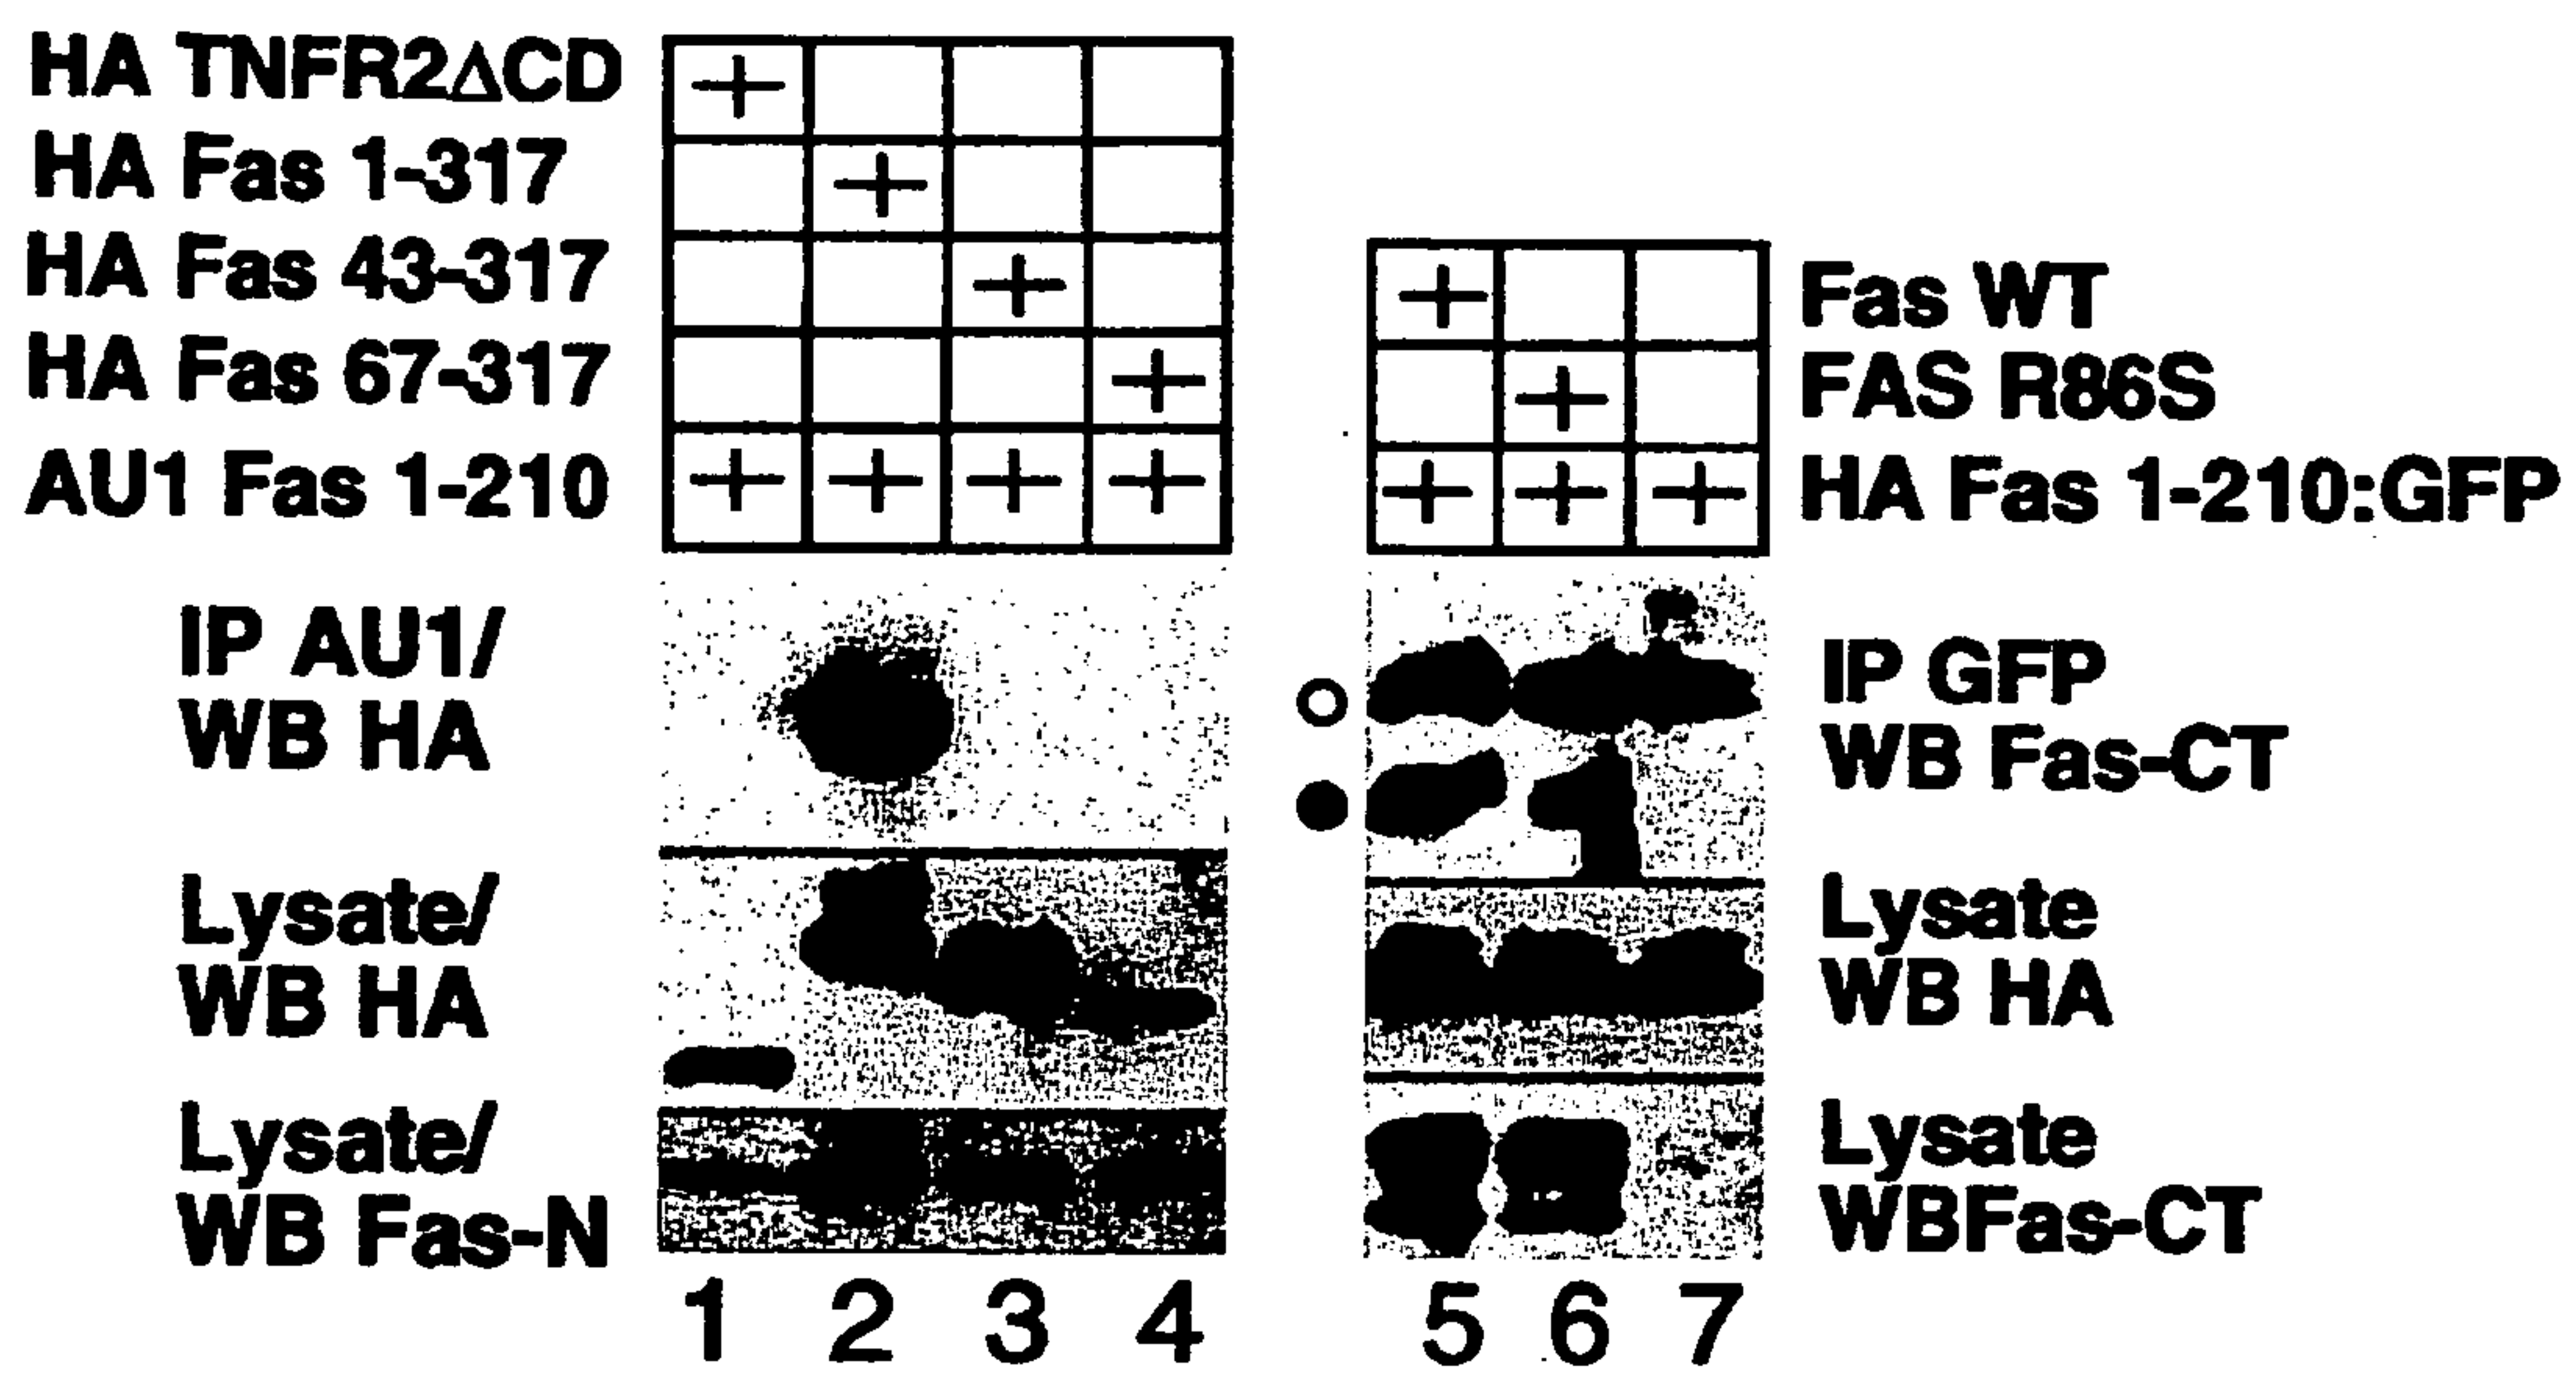 HA TNFR2ΔCD
+
HA Fas 1-317
+
HA Fas 43-317
+
HA Fas 67-317
+
AU1 Fas 1-210
+ + + +
IP AU1/
WB HA
Lysate/
WB HA
Lysate/
WB Fas-N
1 2 3 4
+
Fas WT
+
FAS R86S
+ + +
HA Fas 1-210:GFP
IP GFP
WB Fas-CT
Lysate
WB HA
Lysate
WBFas-CT
5 6 7